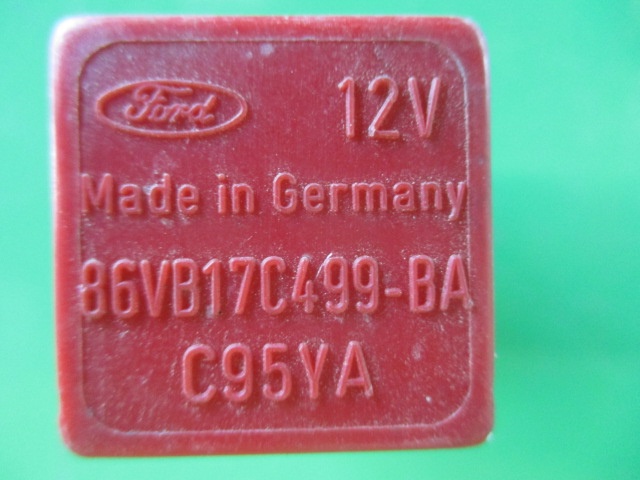 Ford 12V
Made in Germany
86VB17C499-BA
C95YA